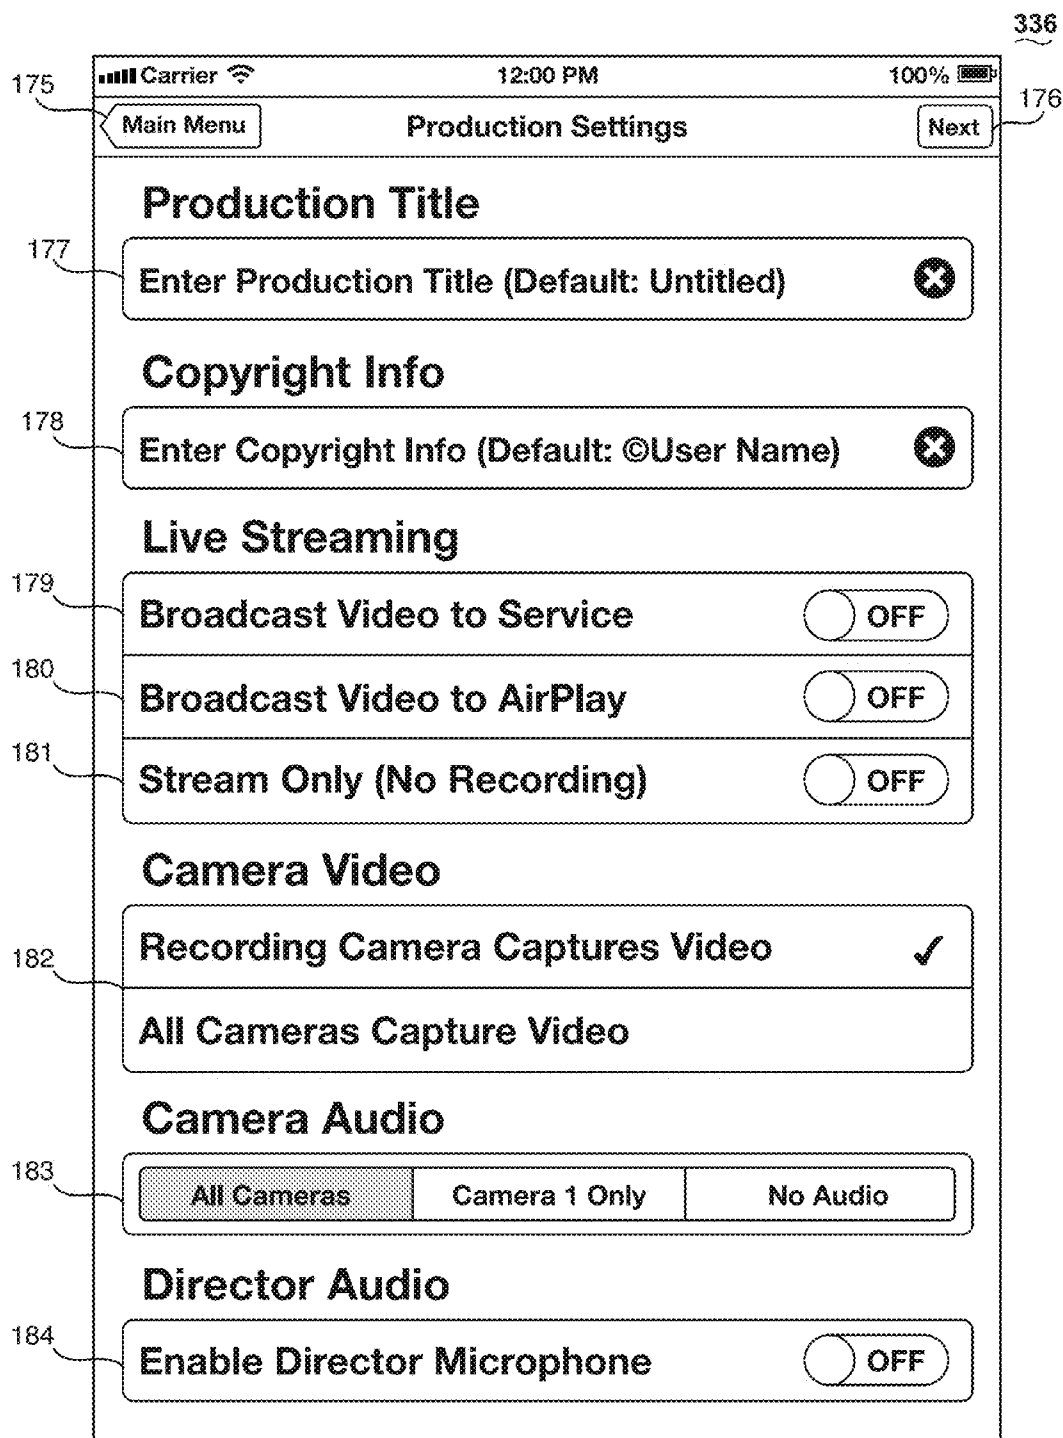 336
Carrier 12:00 PM 100%
175
176
Main Menu Production Settings Next
Production Title
177
Enter Production Title (Default: Untitled)
Copyright Info
178
Enter Copyright Info (Default: ©User Name)
Live Streaming
179
Broadcast Video to Service OFF
180
Broadcast Video to AirPlay OFF
181
Stream Only (No Recording) OFF
Camera Video
Recording Camera Captures Video
182
All Cameras Capture Video
Camera Audio
183
All Cameras Camera 1 Only No Audio
Director Audio
184
Enable Director Microphone OFF